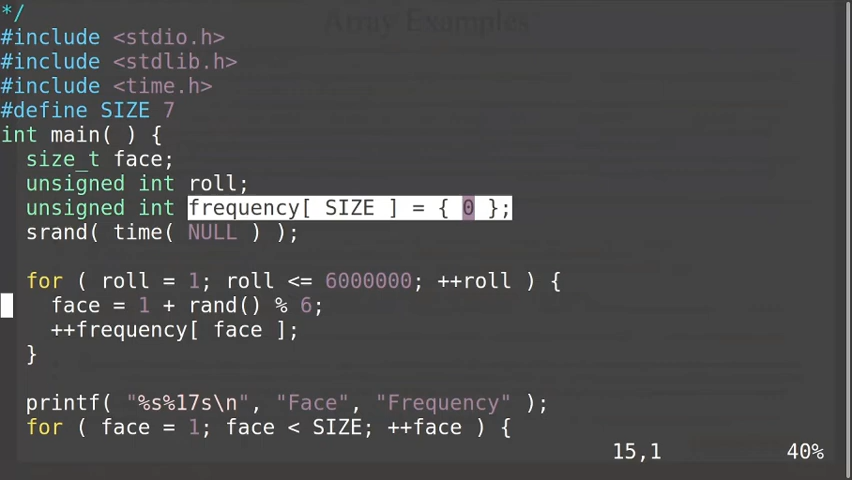 Array Examples
*/
#include <stdio.h>
#include <stdlib.h>
#include <time.h>
#define SIZE 7
int main( ) {
  size_t face;
  unsigned int roll;
  unsigned int frequency[ SIZE ] = { 0 };
  srand( time( NULL ) );
  for ( roll = 1; roll <= 6000000; ++roll ) {
    face = 1 + rand() % 6;
    ++frequency[ face ];
  }
  printf( "%s%17s\n", "Face", "Frequency" );
  for ( face = 1; face < SIZE; ++face ) {
15,1 40%